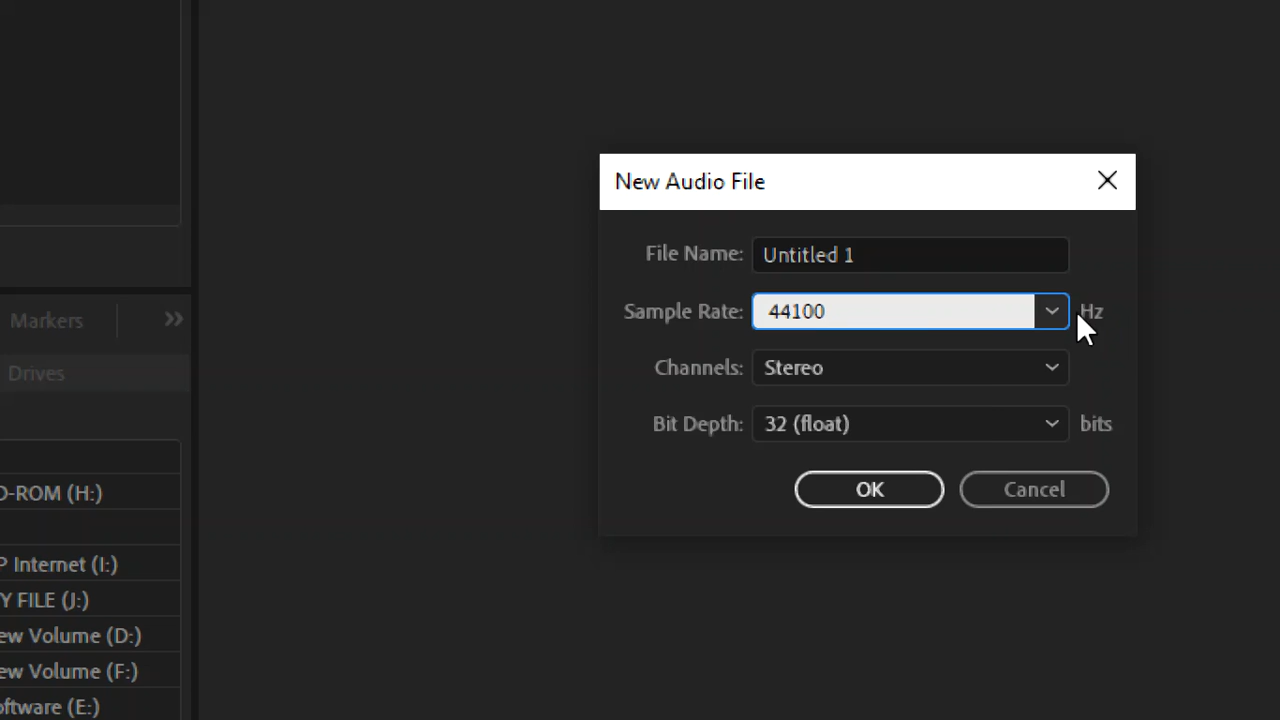 New Audio File
File Name: Untitled 1
Sample Rate: 44100 Hz
Channels: Stereo
Bit Depth: 32 (float) bits
OK Cancel
Markers
Drives
D-ROM (H:)
P Internet (I:)
Y FILE (J:)
ew Volume (D:)
ew Volume (F:)
oftware (E:)